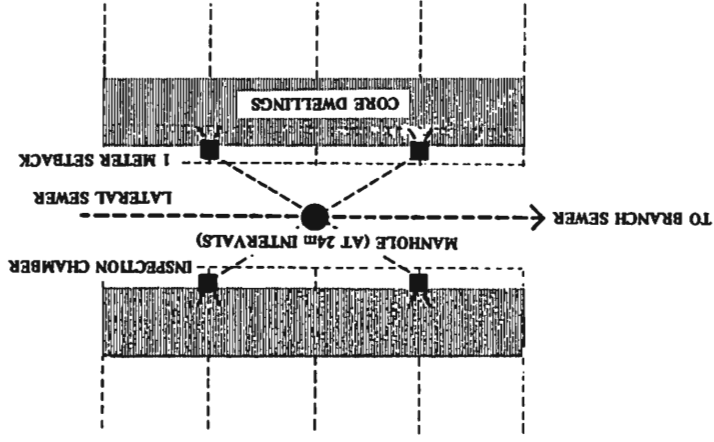 INSPECTION CHAMBER
MANHOLE (AT 24m INTERVALS)
TO BRANCH SEWER
LATERAL SEWER
1 METER SETBACK
CORE DWELLINGS